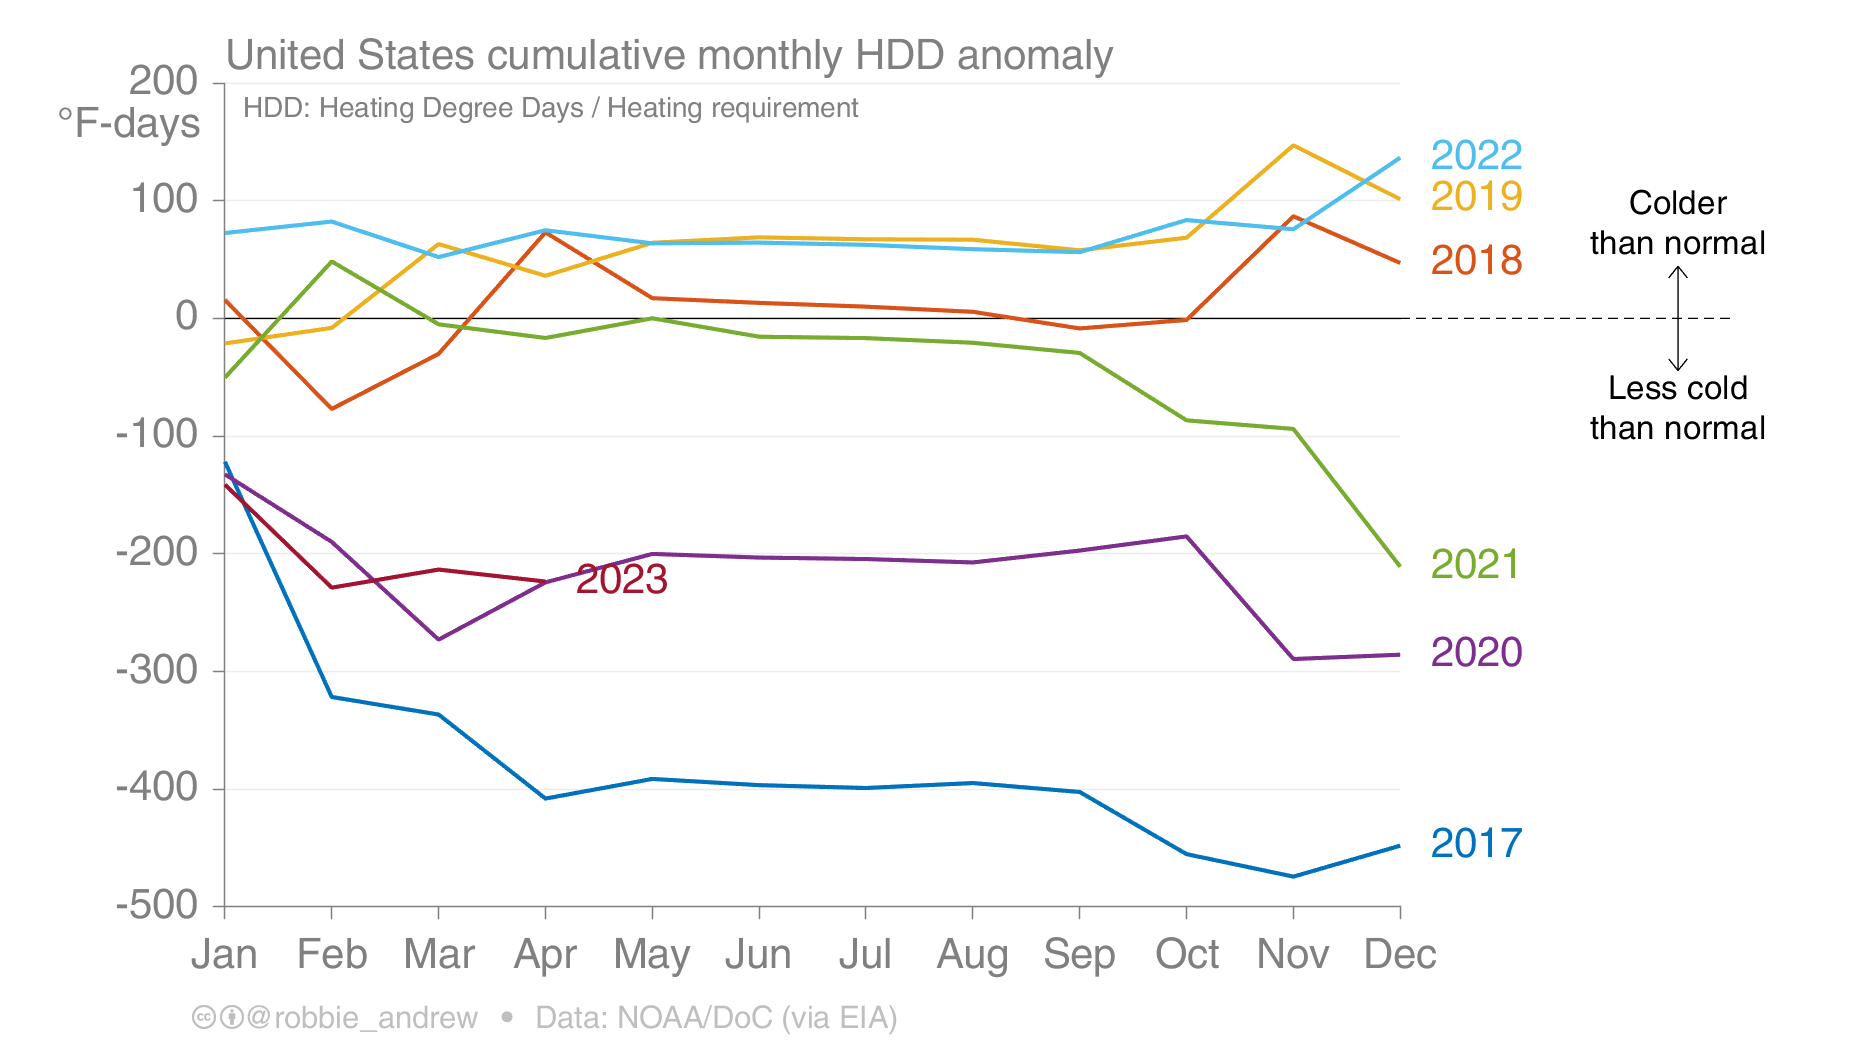 United States cumulative monthly HDD anomaly
200
°F-days
HDD: Heating Degree Days / Heating requirement
100
0
-100
-200
-300
-400
-500
2022
2019
2018
2021
2023
2020
2017
Colder
than normal
Less cold
than normal
Jan Feb Mar Apr May Jun Jul Aug Sep Oct Nov Dec
cc @robbie_andrew • Data: NOAA/DoC (via EIA)